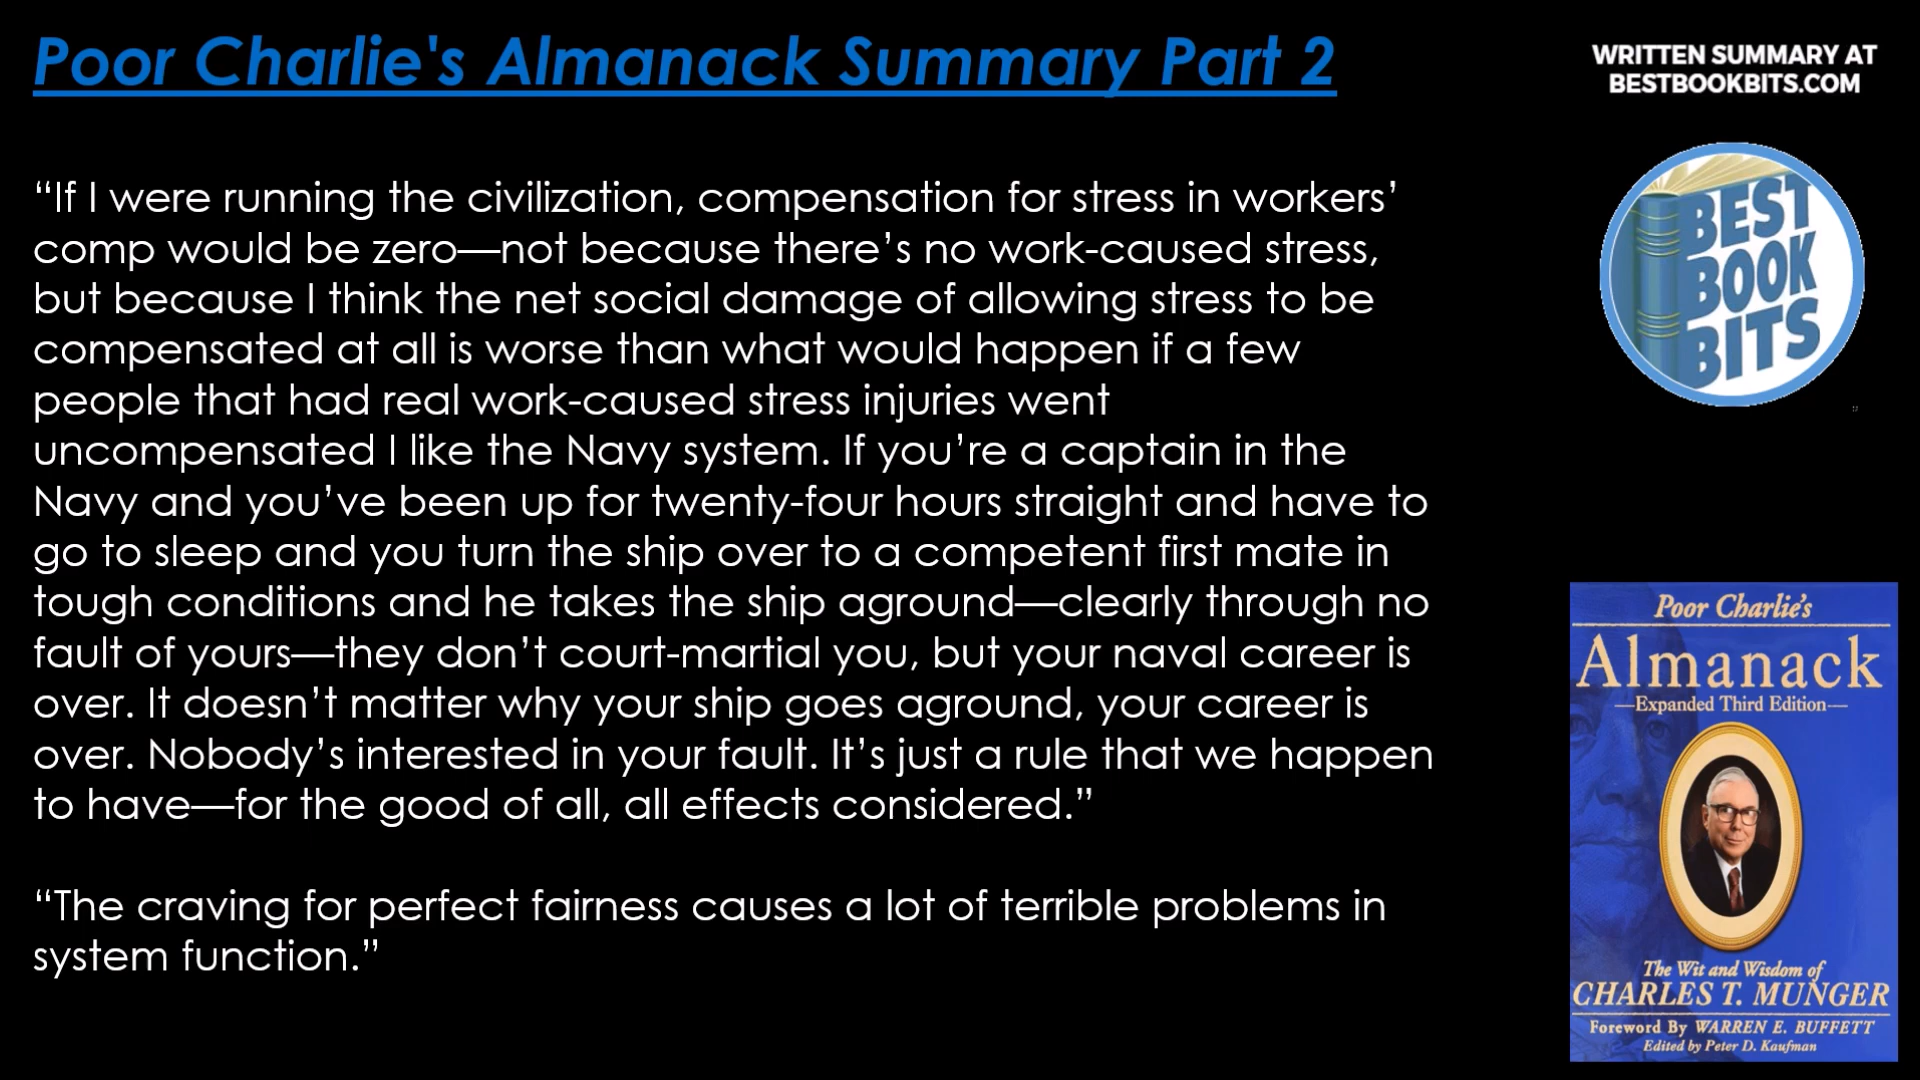 Poor Charlie's Almanack Summary Part 2
WRITTEN SUMMARY AT
BESTBOOKBITS.COM
“If I were running the civilization, compensation for stress in workers’
comp would be zero—not because there’s no work-caused stress,
but because I think the net social damage of allowing stress to be
compensated at all is worse than what would happen if a few
people that had real work-caused stress injuries went
uncompensated I like the Navy system. If you’re a captain in the
Navy and you’ve been up for twenty-four hours straight and have to
go to sleep and you turn the ship over to a competent first mate in
tough conditions and he takes the ship aground—clearly through no
fault of yours—they don’t court-martial you, but your naval career is
over. It doesn’t matter why your ship goes aground, your career is
over. Nobody’s interested in your fault. It’s just a rule that we happen
to have—for the good of all, all effects considered.”
“The craving for perfect fairness causes a lot of terrible problems in
system function.”
BEST
BOOK
BITS
Poor Charlie's
Almanack
—Expanded Third Edition—
The Wit and Wisdom of
CHARLES T. MUNGER
Foreword By WARREN E. BUFFETT
Edited by Peter D. Kaufman